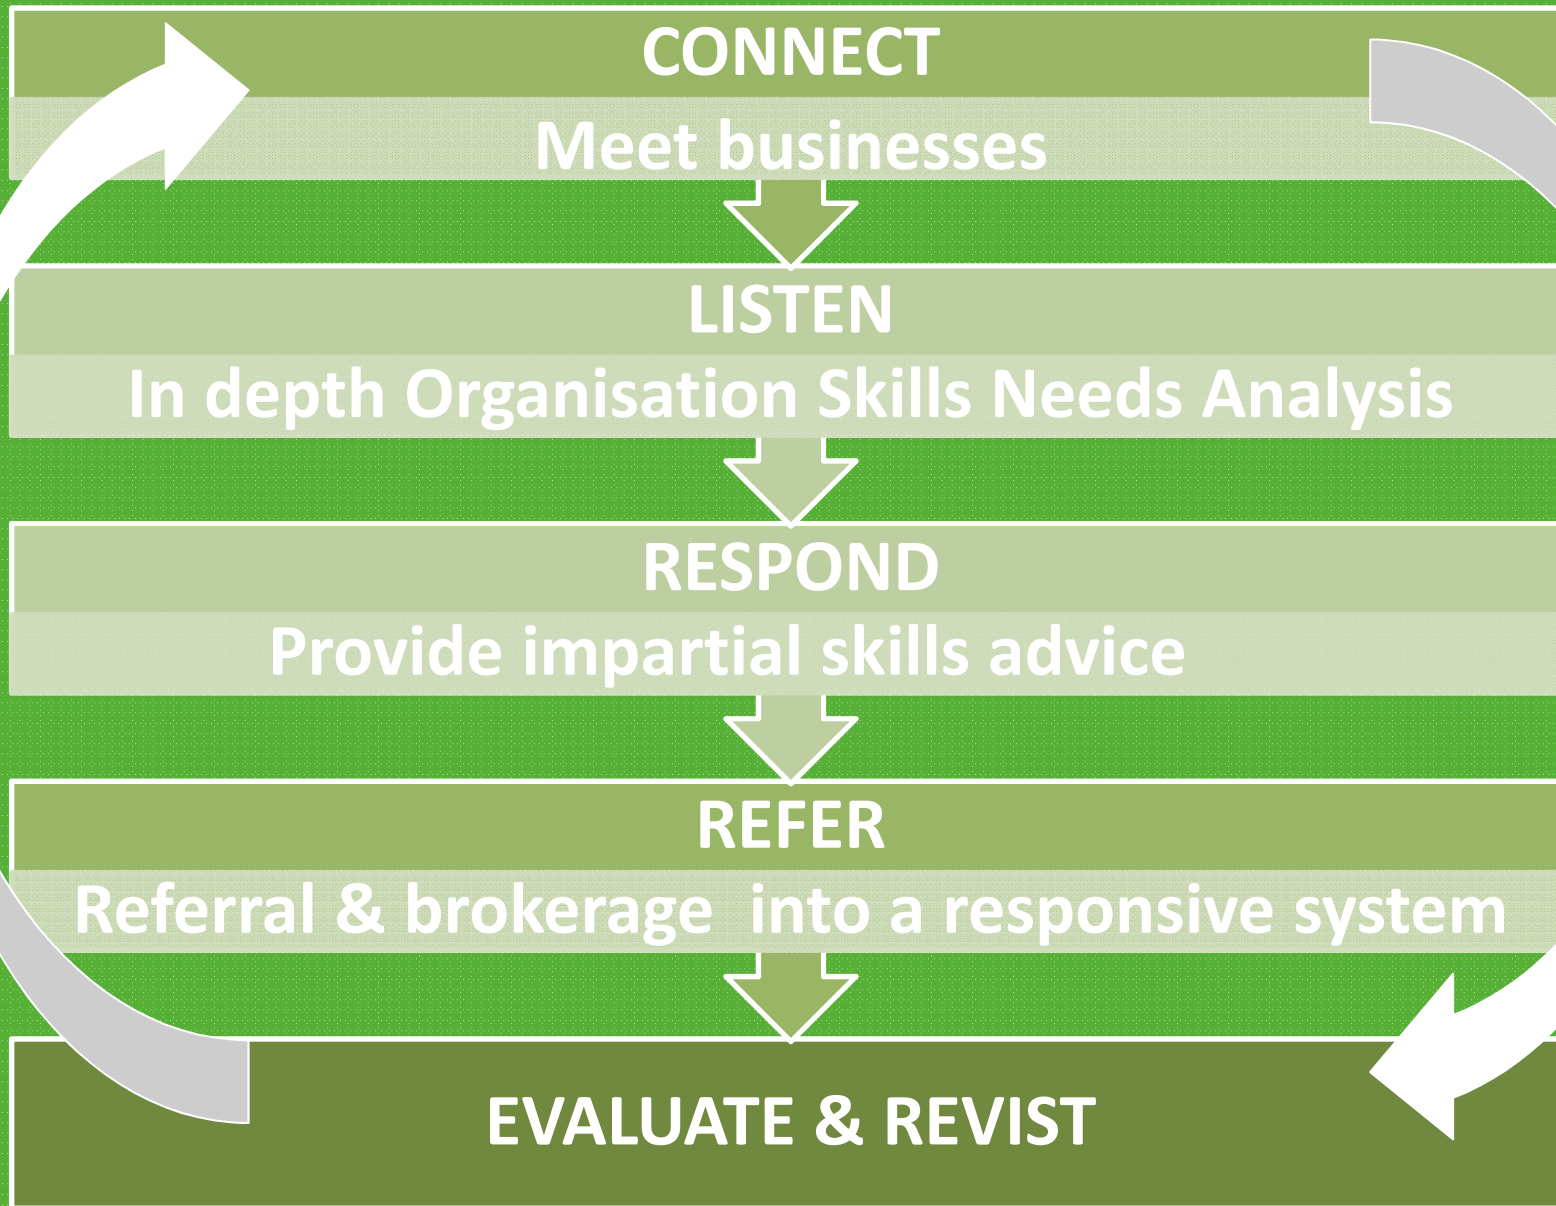 CONNECT
Meet businesses
LISTEN
In depth Organisation Skills Needs Analysis
RESPOND
Provide impartial skills advice
REFER
Referral & brokerage into a responsive system
EVALUATE & REVIST